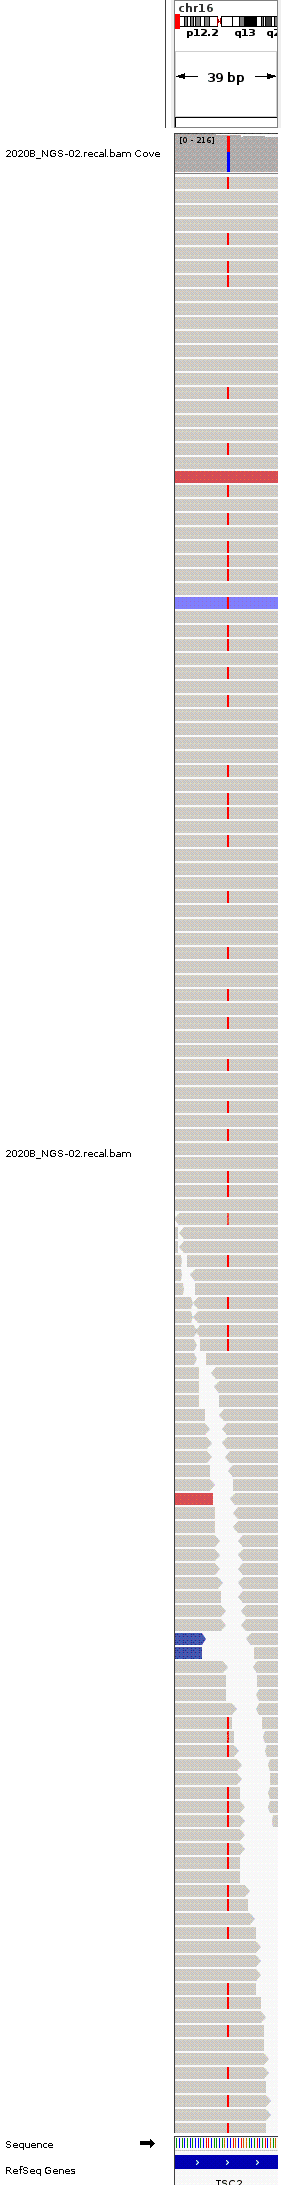 chr16
p12.2 q13 q2
39 bp
[0 - 216]
2020B_NGS-02.recal.bam Cove
2020B_NGS-02.recal.bam
Sequence
RefSeq Genes
TSC2